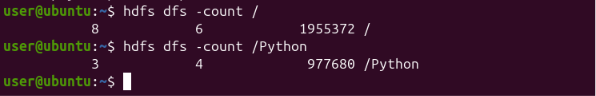 user@ubuntu:~$ hdfs dfs -count /
8 6 1955372 /
user@ubuntu:~$ hdfs dfs -count /Python
3 4 977680 /Python
user@ubuntu:~$